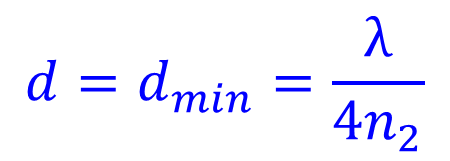 d = d_min = λ / 4n₂